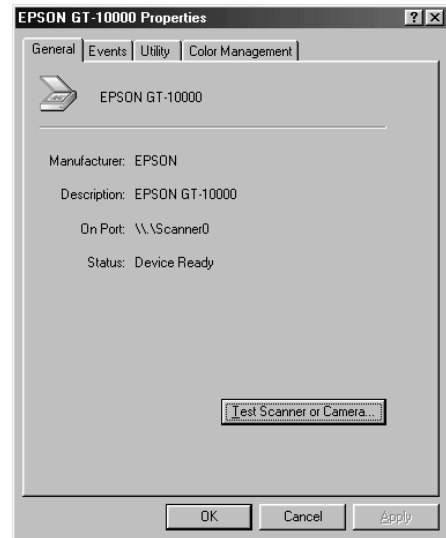 EPSON GT-10000 Properties
General Events Utility Color Management
EPSON GT-10000
Manufacturer: EPSON
Description: EPSON GT-10000
On Port: \\.\Scanner0
Status: Device Ready
Test Scanner or Camera...
OK Cancel Apply